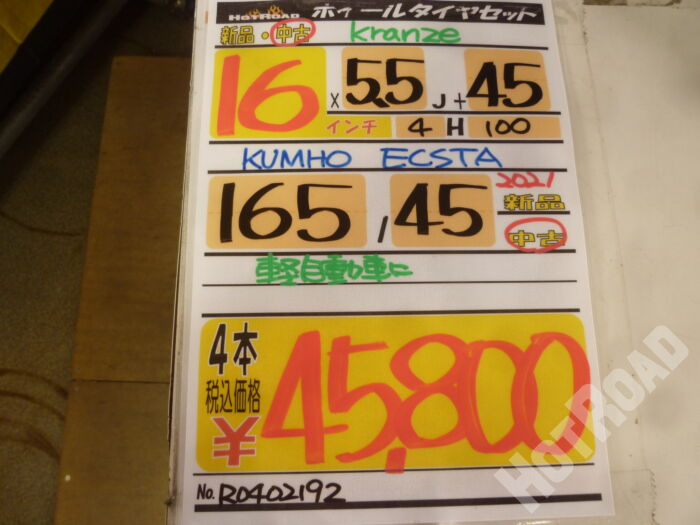 HOTROAD ホイールタイヤセット
新品・中古 kranze
16 x 5.5 J + 45
インチ 4 H 100
KUMHO ECSTA
165 / 45 2021
新品
中古
軽自動車に
4本
税込価格
¥45,800
No. R0402192
HOTROAD